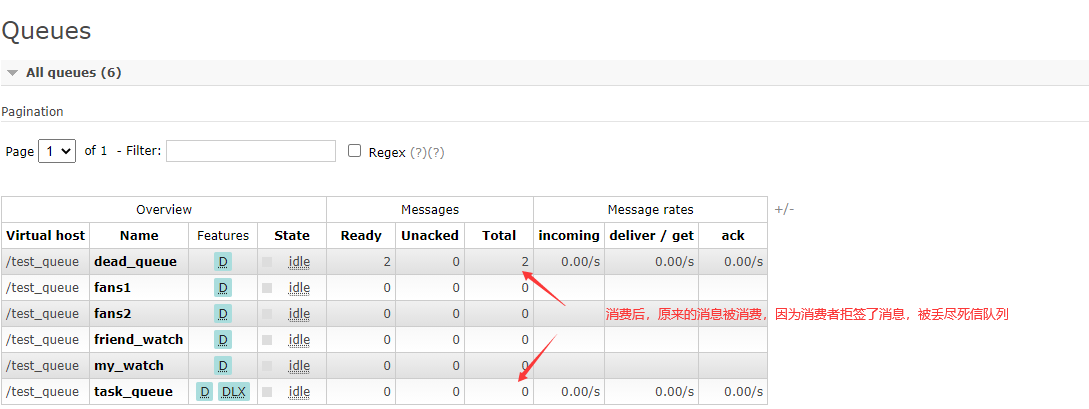 Queues
All queues (6)
Pagination
Page 1 of 1 - Filter: Regex (?)(?)
Overview Messages Message rates +/-
Virtual host Name Features State Ready Unacked Total incoming deliver / get ack
/test_queue dead_queue D idle 2 0 2 0.00/s 0.00/s 0.00/s
/test_queue fans1 D idle 0 0 0
/test_queue fans2 D idle 0 0 0
消费后，原来的消息被消费，因为消费者拒签了消息，被丢尽死信队列
/test_queue friend_watch D idle 0 0 0
/test_queue my_watch D idle 0 0 0
/test_queue task_queue D DLX idle 0 0 0 0.00/s 0.00/s 0.00/s